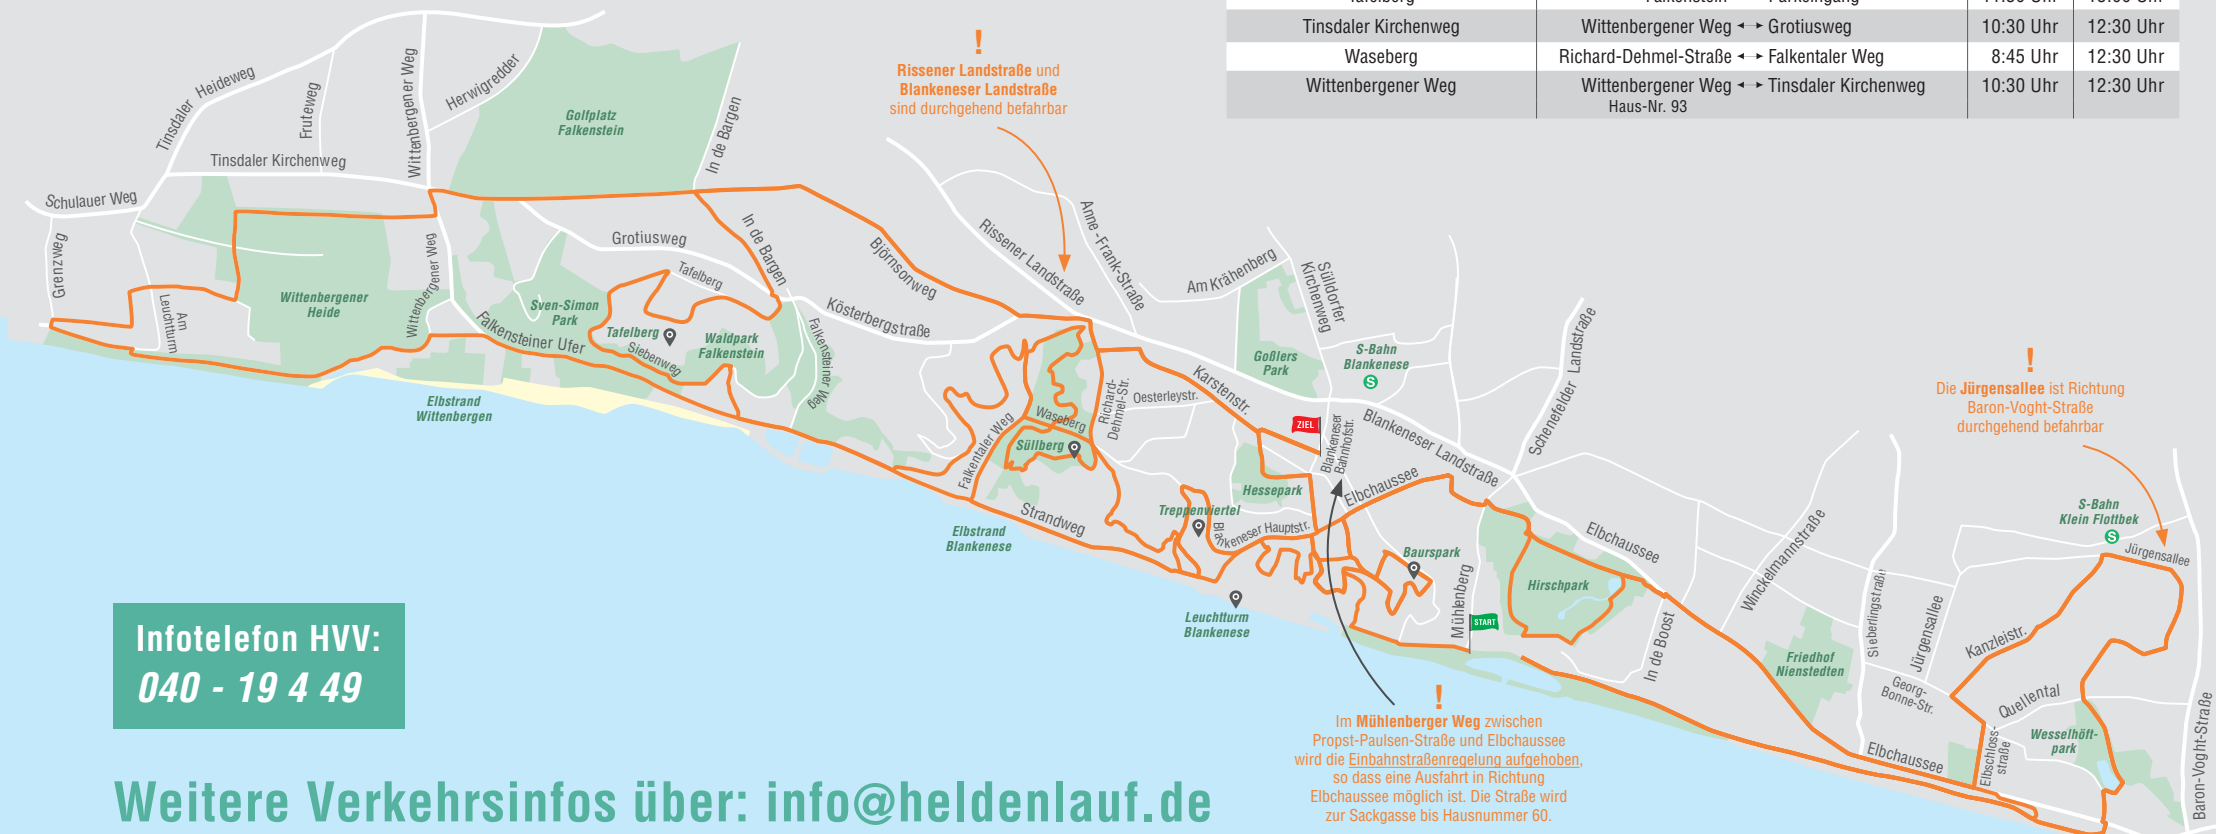 Tinsdaler Kirchenweg Wittenbergener Weg ↔ Grotiusweg 10:30 Uhr 12:30 Uhr
Waseberg Richard-Dehmel-Straße ↔ Falkentaler Weg 8:45 Uhr 12:30 Uhr
Wittenbergener Weg Wittenbergener Weg ↔ Tinsdaler Kirchenweg 10:30 Uhr 12:30 Uhr
Haus-Nr. 93
!
Rissener Landstraße und
Blankeneser Landstraße
sind durchgehend befahrbar
Tinsdaler Heideweg
Fruteweg
Wittenbergener Weg
Herwigredder
Golfplatz
Falkenstein
In de Bargen
Tinsdaler Kirchenweg
Schulauer Weg
Grenzweg
Am
Leuchtturm
Wittenbergener
Heide
Wittenbergener Weg
Wittenbergener Weg
Grotiusweg
In de Bargen
Tafelberg
Sven-Simon
Park
Falkensteiner Ufer
Tafelberg
Siebenweg
Waldpark
Falkenstein
Falkensteiner Weg
Kösterbergstraße
Björnsonweg
Rissener Landstraße
Anne-Frank-Straße
Am Krähenberg
Sülldorfer
Kirchenweg
Goßlers
Park
S-Bahn
Blankenese
S
Schenefelder Landstraße
Elbstrand
Wittenbergen
Falkentaler Weg
Waseberg
Süllberg
Richard-
Dehmel-Str.
Oesterleystr.
Karstenstr.
ZIEL
Blankeneser
Bahnhofstr.
Blankeneser Landstraße
Elbchaussee
Hessepark
Treppenviertel
Blankeneser Hauptstr.
Strandweg
Elbstrand
Blankenese
Leuchtturm
Blankenese
Baurspark
Mühlenberg
START
Hirschpark
Elbchaussee
In de Boost
Winckelmannstraße
Friedhof
Nienstedten
Sieberlingstraße
Jürgensallee
Georg-
Bonne-Str.
Kanzleistr.
Quellental
Elbschloss-
straße
Elbchaussee
Wesselhöft-
park
Baron-Voght-Straße
!
Die Jürgensallee ist Richtung
Baron-Voght-Straße
durchgehend befahrbar
S-Bahn
Klein Flottbek
S
Jürgensallee
!
Im Mühlenberger Weg zwischen
Propst-Paulsen-Straße und Elbchaussee
wird die Einbahnstraßenregelung aufgehoben,
so dass eine Ausfahrt in Richtung
Elbchaussee möglich ist. Die Straße wird
zur Sackgasse bis Hausnummer 60.
Infotelefon HVV:
040 - 19 4 49
Weitere Verkehrsinfos über: info@heldenlauf.de